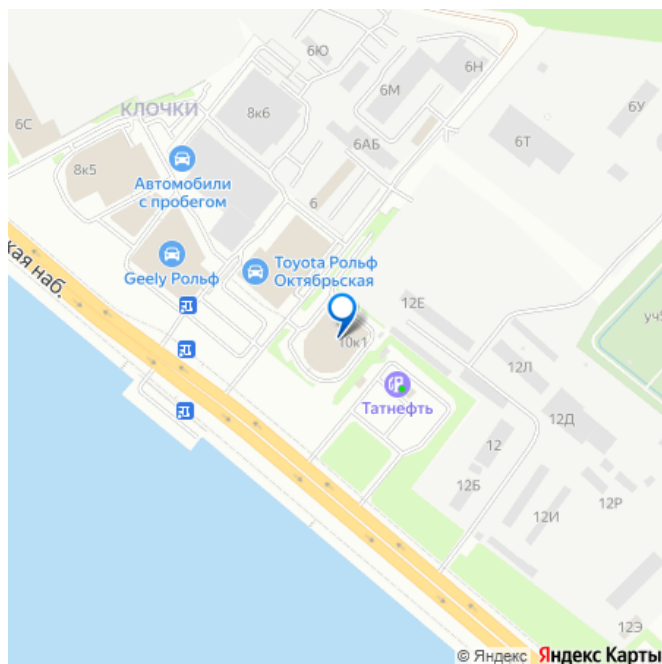 6Ю
6Н
6М
КЛОЧКИ
8к6
6У
6С
6АБ
6Т
8к5
Автомобили
с пробегом
6
кая наб.
Geely Рольф
Toyota Рольф
Октябрьская
12Е
уч5
10к1
12Л
Татнефть
12Д
12
12Б
12Р
12И
12Э
© Яндекс Яндекс Карты